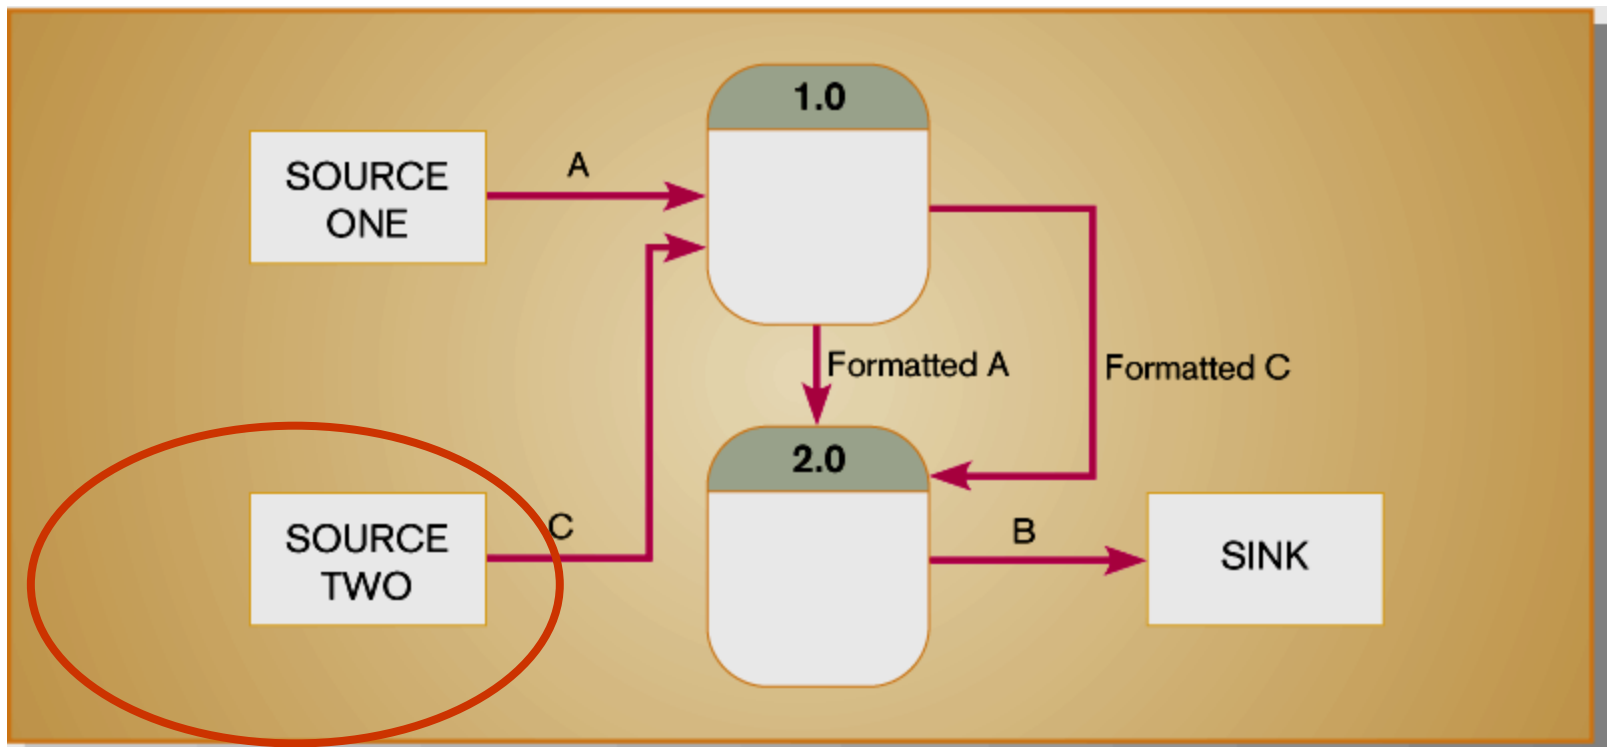 1.0
SOURCE
ONE
A
Formatted A
Formatted C
2.0
SOURCE
TWO
C
B
SINK